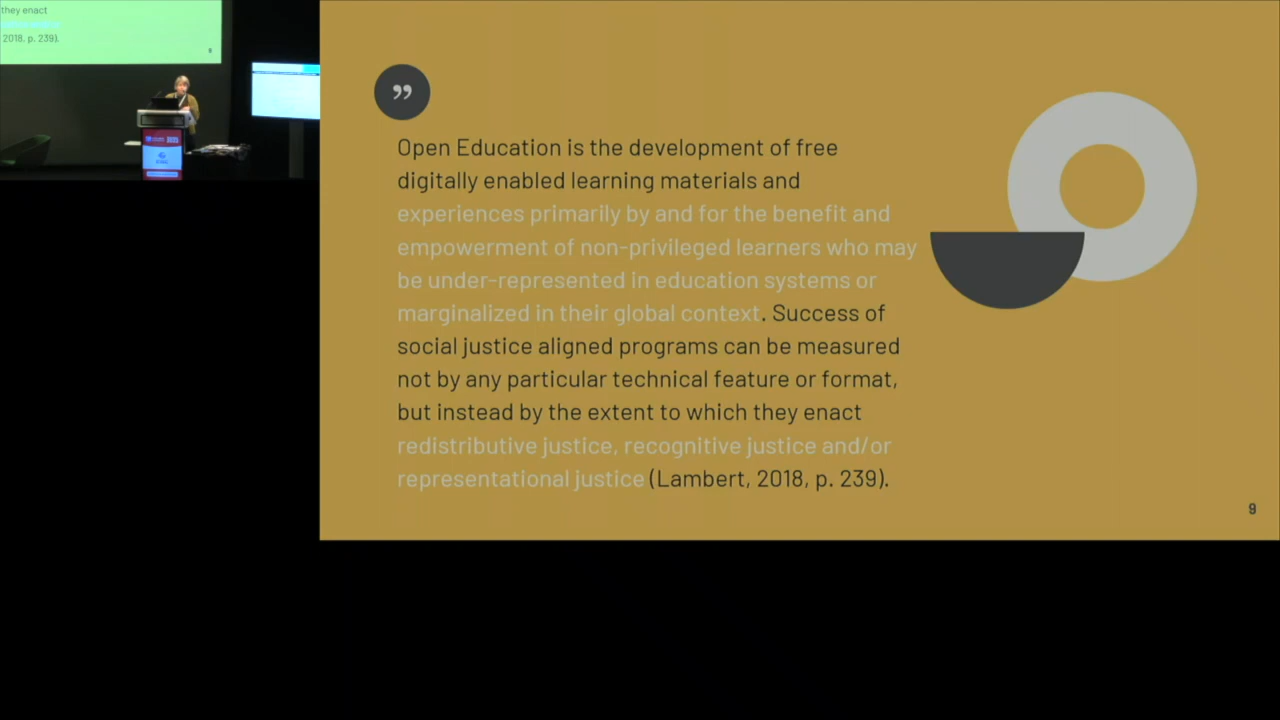 they enact
2018, p. 239).
9
”
Open Education is the development of free
digitally enabled learning materials and
experiences primarily by and for the benefit and
empowerment of non-privileged learners who may
be under-represented in education systems or
marginalized in their global context. Success of
social justice aligned programs can be measured
not by any particular technical feature or format,
but instead by the extent to which they enact
redistributive justice, recognitive justice and/or
representational justice (Lambert, 2018, p. 239).
9